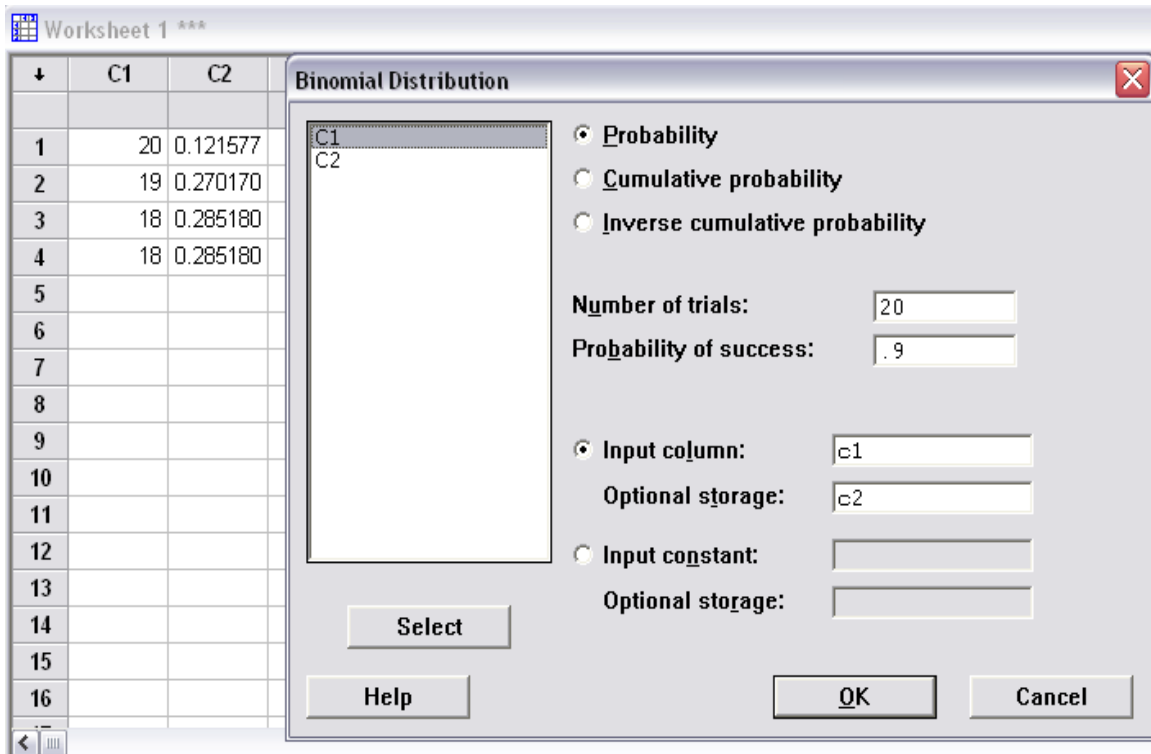 Worksheet 1 ***
↓ C1 C2
1 20 0.121577
2 19 0.270170
3 18 0.285180
4 18 0.285180
5
6
7
8
9
10
11
12
13
14
15
16
Binomial Distribution
C1
C2
Probability
Cumulative probability
Inverse cumulative probability
Number of trials: 20
Probability of success: .9
Input column: c1
Optional storage: c2
Input constant:
Optional storage:
Select
Help OK Cancel